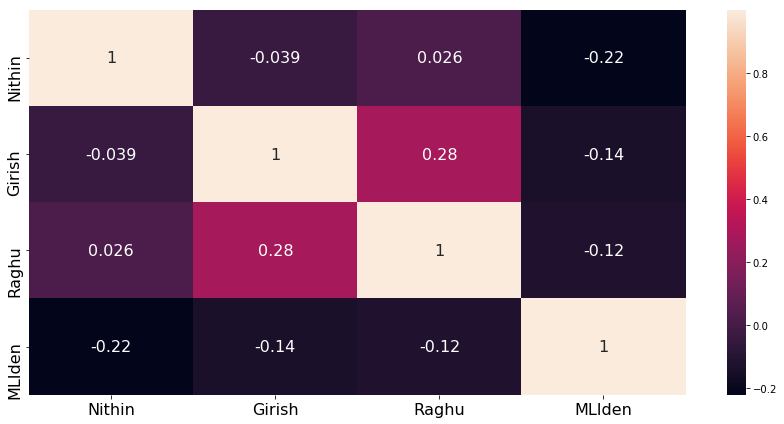 Nithin 1 -0.039 0.026 -0.22
Girish -0.039 1 0.28 -0.14
Raghu 0.026 0.28 1 -0.12
MLIden -0.22 -0.14 -0.12 1
Nithin Girish Raghu MLIden
0.8
0.6
0.4
0.2
0.0
-0.2